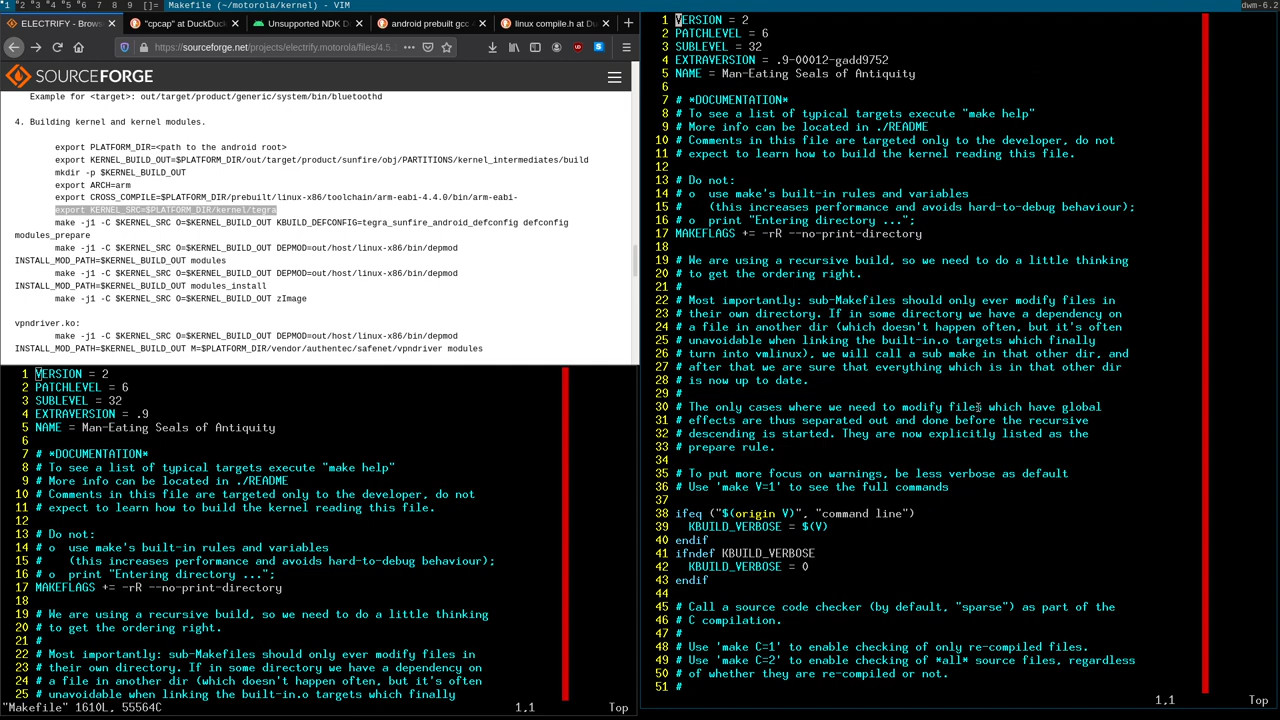 1 2 3 4 5 6 7 8 9 []= Makefile (~/motorola/kernel) - VIM dwm-6.2
ELECTRIFY - Brows
"cpcap" at DuckDuc
Unsupported NDK D
android prebuilt gcc 4
linux compile.h at Du
https://sourceforge.net/projects/electrify.motorola/files/4.5.
SOURCEFORGE
Example for <target>: out/target/product/generic/system/bin/bluetoothd
4. Building kernel and kernel modules.
export PLATFORM_DIR=<path to the android root>
export KERNEL_BUILD_OUT=$PLATFORM_DIR/out/target/product/sunfire/obj/PARTITIONS/kernel_intermediates/build
mkdir -p $KERNEL_BUILD_OUT
export ARCH=arm
export CROSS_COMPILE=$PLATFORM_DIR/prebuilt/linux-x86/toolchain/arm-eabi-4.4.0/bin/arm-eabi-
export KERNEL_SRC=$PLATFORM_DIR/kernel/tegra
make -j1 -C $KERNEL_SRC O=$KERNEL_BUILD_OUT KBUILD_DEFCONFIG=tegra_sunfire_android_defconfig defconfig
modules_prepare
make -j1 -C $KERNEL_SRC O=$KERNEL_BUILD_OUT DEPMOD=out/host/linux-x86/bin/depmod
INSTALL_MOD_PATH=$KERNEL_BUILD_OUT modules
make -j1 -C $KERNEL_SRC O=$KERNEL_BUILD_OUT DEPMOD=out/host/linux-x86/bin/depmod
INSTALL_MOD_PATH=$KERNEL_BUILD_OUT modules_install
make -j1 -C $KERNEL_SRC O=$KERNEL_BUILD_OUT zImage
vpndriver.ko:
make -j1 -C $KERNEL_SRC O=$KERNEL_BUILD_OUT DEPMOD=out/host/linux-x86/bin/depmod
INSTALL_MOD_PATH=$KERNEL_BUILD_OUT M=$PLATFORM_DIR/vendor/authentec/safenet/vpndriver modules
1 VERSION = 2
2 PATCHLEVEL = 6
3 SUBLEVEL = 32
4 EXTRAVERSION = .9
5 NAME = Man-Eating Seals of Antiquity
6
7 # *DOCUMENTATION*
8 # To see a list of typical targets execute "make help"
9 # More info can be located in ./README
10 # Comments in this file are targeted only to the developer, do not
11 # expect to learn how to build the kernel reading this file.
12
13 # Do not:
14 # o  use make's built-in rules and variables
15 #    (this increases performance and avoids hard-to-debug behaviour);
16 # o  print "Entering directory ...";
17 MAKEFLAGS += -rR --no-print-directory
18
19 # We are using a recursive build, so we need to do a little thinking
20 # to get the ordering right.
21 #
22 # Most importantly: sub-Makefiles should only ever modify files in
23 # their own directory. If in some directory we have a dependency on
24 # a file in another dir (which doesn't happen often, but it's often
25 # unavoidable when linking the built-in.o targets which finally
"Makefile" 1610L, 55564C 1,1 Top
1 VERSION = 2
2 PATCHLEVEL = 6
3 SUBLEVEL = 32
4 EXTRAVERSION = .9-00012-gadd9752
5 NAME = Man-Eating Seals of Antiquity
6
7 # *DOCUMENTATION*
8 # To see a list of typical targets execute "make help"
9 # More info can be located in ./README
10 # Comments in this file are targeted only to the developer, do not
11 # expect to learn how to build the kernel reading this file.
12
13 # Do not:
14 # o  use make's built-in rules and variables
15 #    (this increases performance and avoids hard-to-debug behaviour);
16 # o  print "Entering directory ...";
17 MAKEFLAGS += -rR --no-print-directory
18
19 # We are using a recursive build, so we need to do a little thinking
20 # to get the ordering right.
21 #
22 # Most importantly: sub-Makefiles should only ever modify files in
23 # their own directory. If in some directory we have a dependency on
24 # a file in another dir (which doesn't happen often, but it's often
25 # unavoidable when linking the built-in.o targets which finally
26 # turn into vmlinux), we will call a sub make in that other dir, and
27 # after that we are sure that everything which is in that other dir
28 # is now up to date.
29 #
30 # The only cases where we need to modify files which have global
31 # effects are thus separated out and done before the recursive
32 # descending is started. They are now explicitly listed as the
33 # prepare rule.
34
35 # To put more focus on warnings, be less verbose as default
36 # Use 'make V=1' to see the full commands
37
38 ifeq ("$(origin V)", "command line")
39   KBUILD_VERBOSE = $(V)
40 endif
41 ifndef KBUILD_VERBOSE
42   KBUILD_VERBOSE = 0
43 endif
44
45 # Call a source code checker (by default, "sparse") as part of the
46 # C compilation.
47 #
48 # Use 'make C=1' to enable checking of only re-compiled files.
49 # Use 'make C=2' to enable checking of *all* source files, regardless
50 # of whether they are re-compiled or not.
51 #
1,1 Top